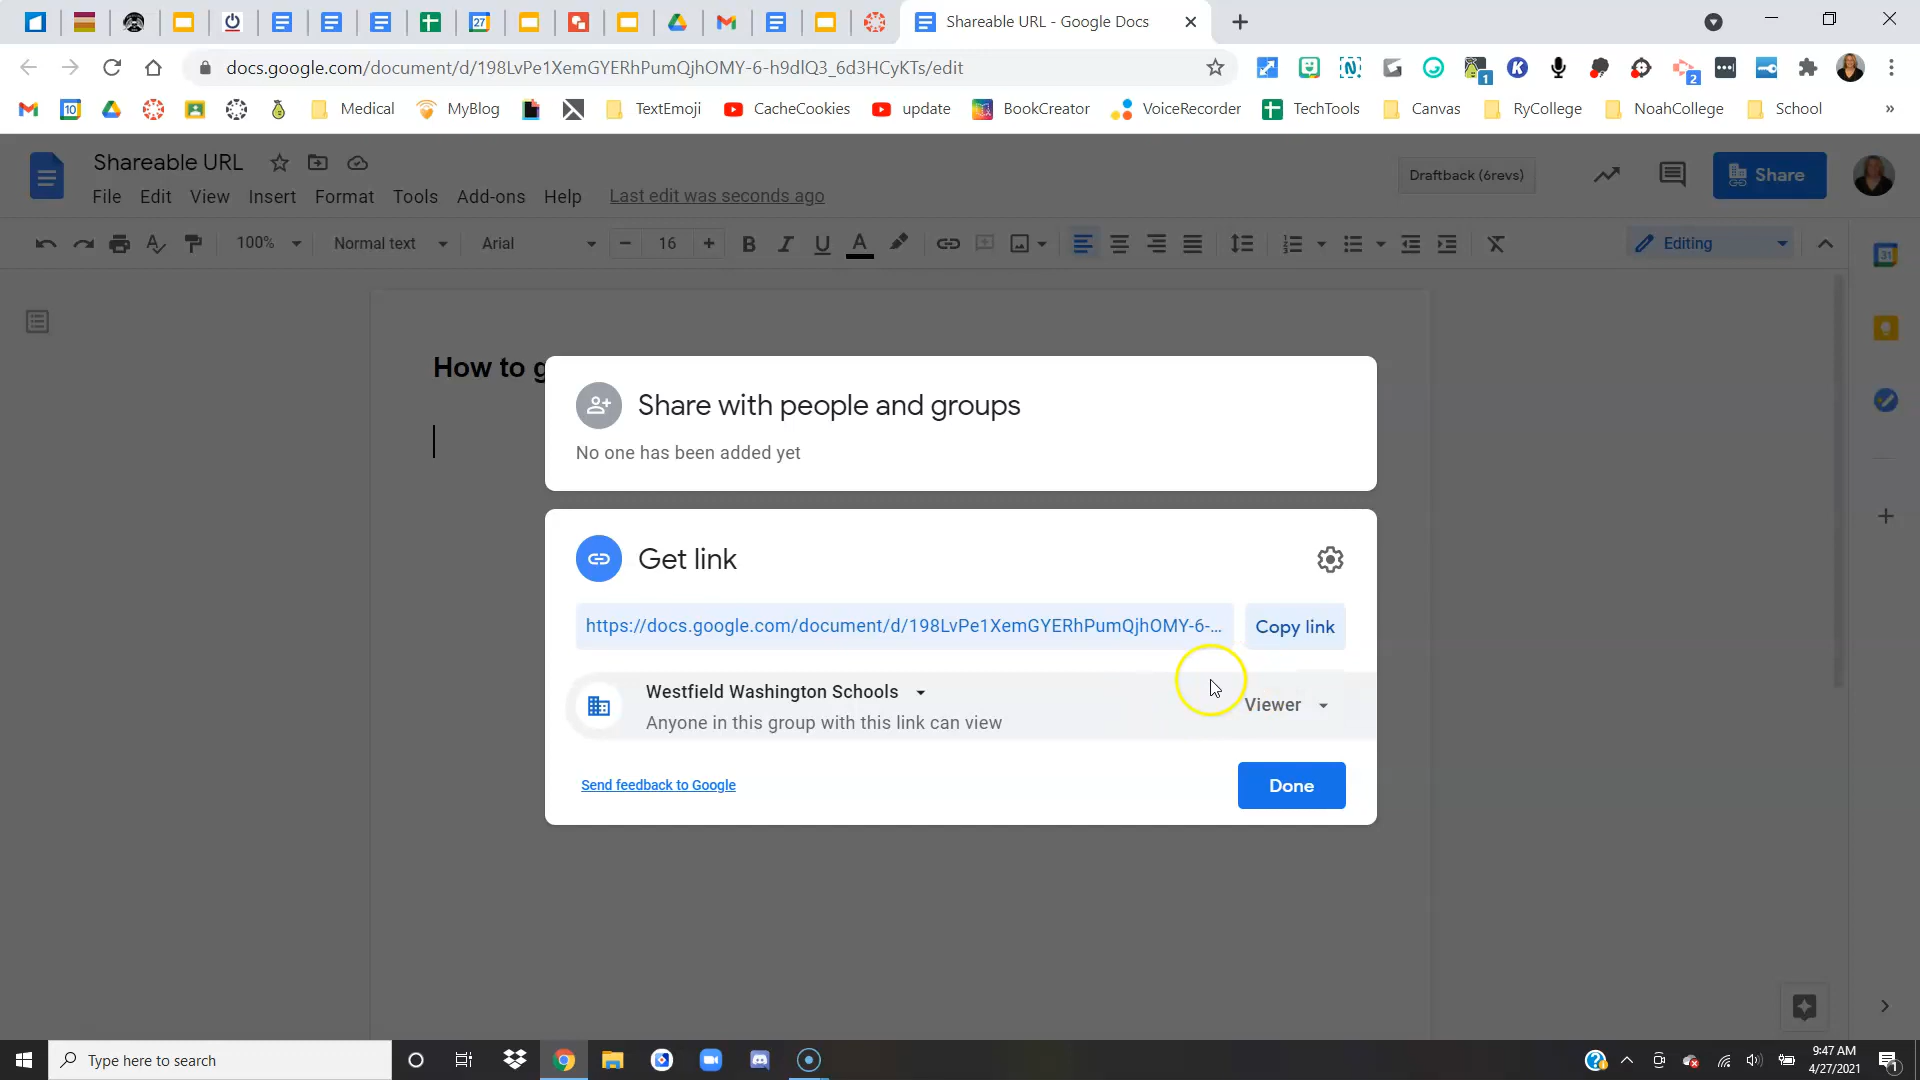 Shareable URL - Google Docs
docs.google.com/document/d/198LvPe1XemGYERhPumQjhOMY-6-h9dlQ3_6d3HCyKTs/edit
1
2
10
Medical
MyBlog
TextEmoji
CacheCookies
update
BookCreator
VoiceRecorder
TechTools
Canvas
RyCollege
NoahCollege
School
»
Shareable URL
Draftback (6revs)
Share
File Edit View Insert Format Tools Add-ons Help Last edit was seconds ago
100% Normal text Arial 16 B I U A Editing
31
How to g
Share with people and groups
No one has been added yet
Get link
https://docs.google.com/document/d/198LvPe1XemGYERhPumQjhOMY-6-...
Copy link
Westfield Washington Schools
Anyone in this group with this link can view
Viewer
Send feedback to Google
Done
Type here to search
9:47 AM
4/27/2021
1